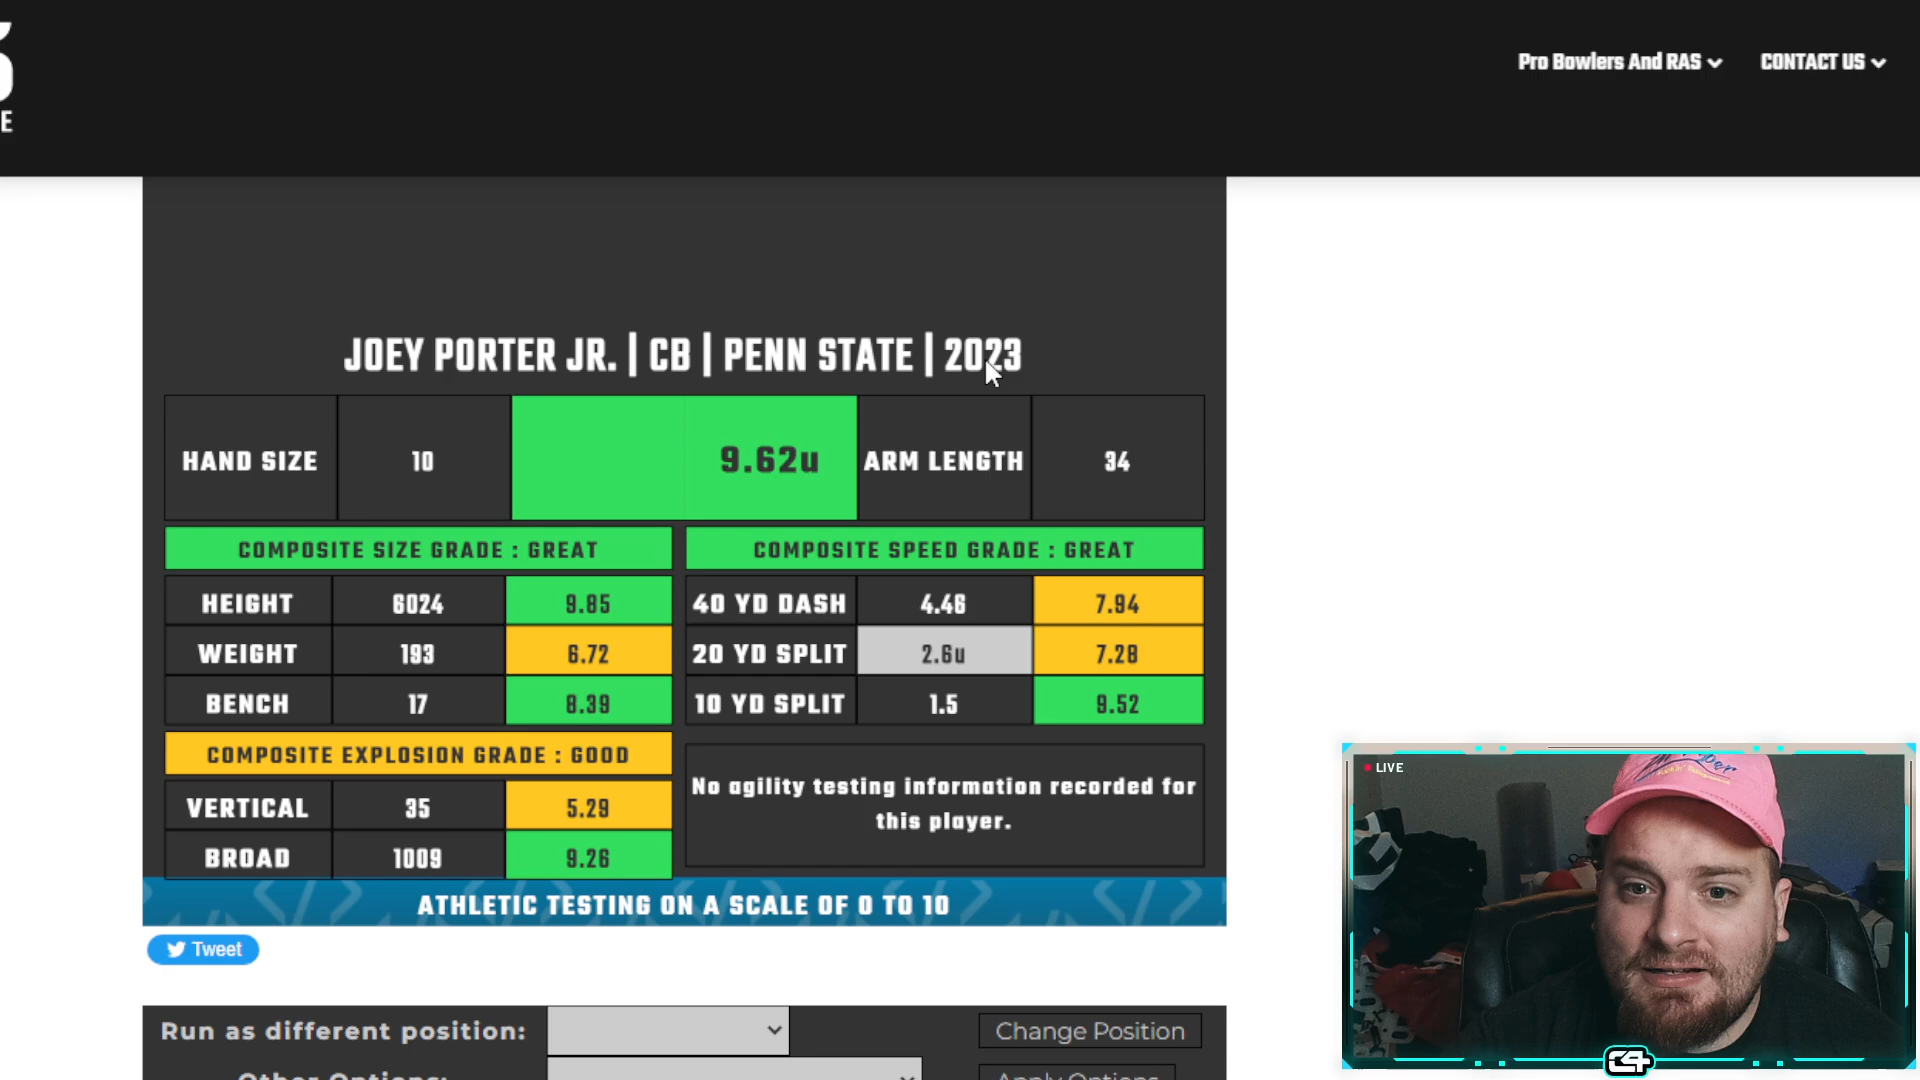 Pro Bowlers And RAS CONTACT US
E
JOEY PORTER JR. | CB | PENN STATE | 2023
HAND SIZE 10 9.62u ARM LENGTH 34
COMPOSITE SIZE GRADE : GREAT COMPOSITE SPEED GRADE : GREAT
HEIGHT 6024 9.85 40 YD DASH 4.46 7.94
WEIGHT 193 6.72 20 YD SPLIT 2.6u 7.28
BENCH 17 8.39 10 YD SPLIT 1.5 9.52
COMPOSITE EXPLOSION GRADE : GOOD
No agility testing information recorded for
this player.
VERTICAL 35 5.29
BROAD 1009 9.26
ATHLETIC TESTING ON A SCALE OF 0 TO 10
Tweet
LIVE
Run as different position: Change Position
Other Options: Apply Options